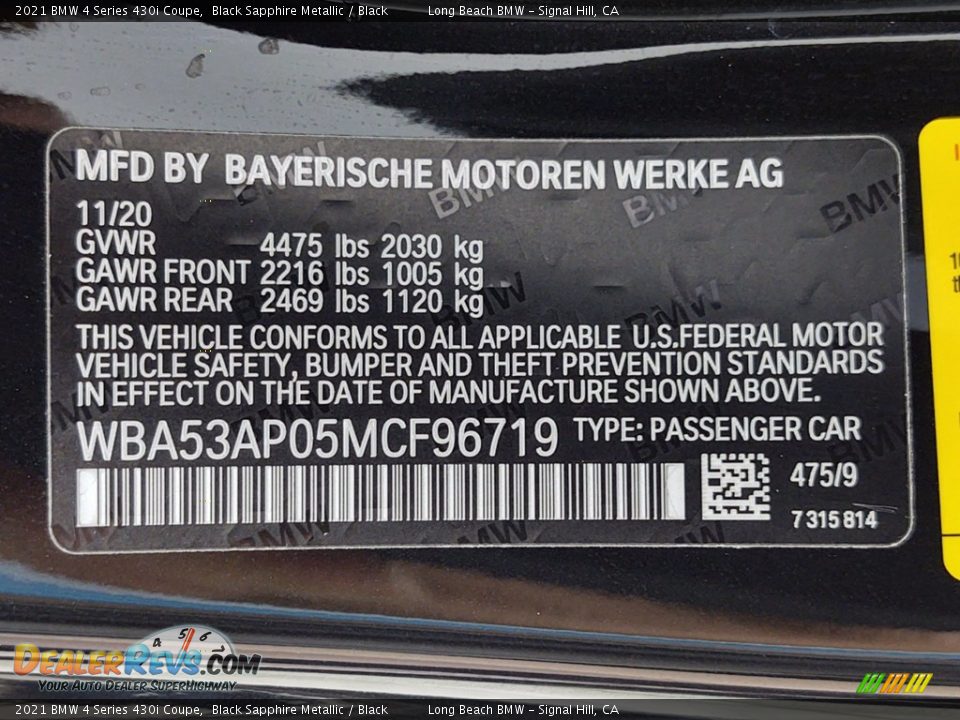 2021 BMW 4 Series 430i Coupe, Black Sapphire Metallic / Black Long Beach BMW - Signal Hill, CA
MFD BY BAYERISCHE MOTOREN WERKE AG
11/20
GVWR 4475 lbs 2030 kg
GAWR FRONT 2216 lbs 1005 kg
GAWR REAR 2469 lbs 1120 kg
THIS VEHICLE CONFORMS TO ALL APPLICABLE U.S.FEDERAL MOTOR
VEHICLE SAFETY, BUMPER AND THEFT PREVENTION STANDARDS
IN EFFECT ON THE DATE OF MANUFACTURE SHOWN ABOVE.
WBA53AP05MCF96719 TYPE: PASSENGER CAR
475/9
7 315 814
4 5 6
DEALERREVS.COM
YOUR AUTO DEALER SUPERHIGHWAY
2021 BMW 4 Series 430i Coupe, Black Sapphire Metallic / Black Long Beach BMW - Signal Hill, CA